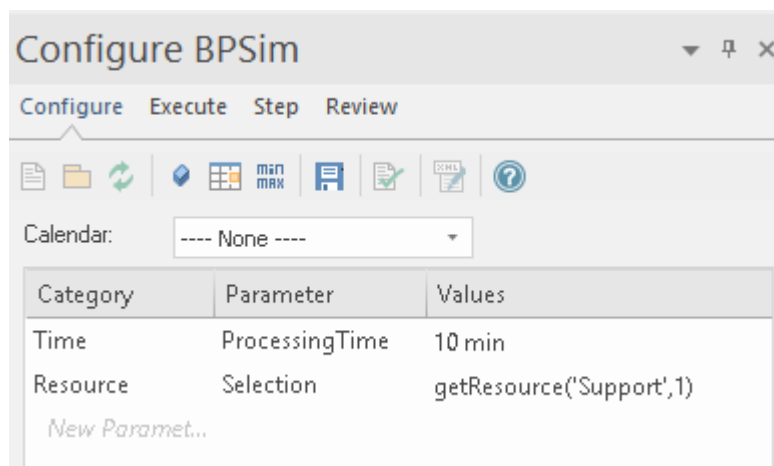 Configure BPSim
Configure Execute Step Review
min
max
XML
Calendar: ---- None ----
Category Parameter Values
Time ProcessingTime 10 min
Resource Selection getResource('Support',1)
New Paramet...